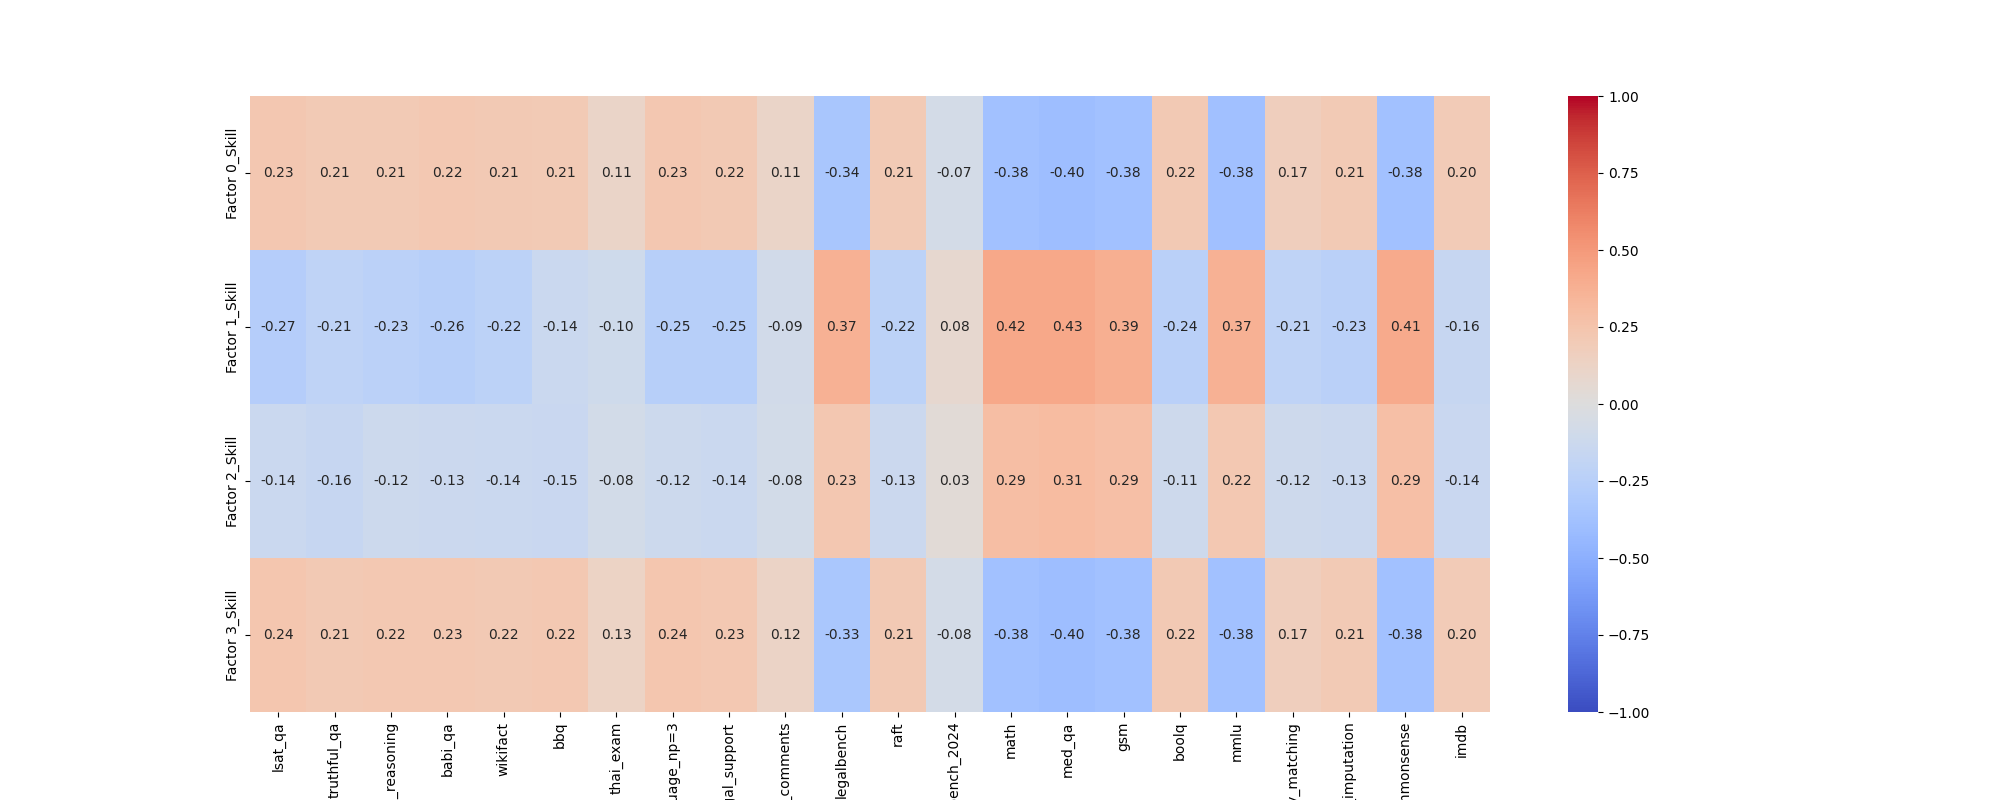 Factor 0_Skill 0.23 0.21 0.21 0.22 0.21 0.21 0.11 0.23 0.22 0.11 -0.34 0.21 -0.07 -0.38 -0.40 -0.38 0.22 -0.38 0.17 0.21 -0.38 0.20
Factor 1_Skill -0.27 -0.21 -0.23 -0.26 -0.22 -0.14 -0.10 -0.25 -0.25 -0.09 0.37 -0.22 0.08 0.42 0.43 0.39 -0.24 0.37 -0.21 -0.23 0.41 -0.16
Factor 2_Skill -0.14 -0.16 -0.12 -0.13 -0.14 -0.15 -0.08 -0.12 -0.14 -0.08 0.23 -0.13 0.03 0.29 0.31 0.29 -0.11 0.22 -0.12 -0.13 0.29 -0.14
Factor 3_Skill 0.24 0.21 0.22 0.23 0.22 0.22 0.13 0.24 0.23 0.12 -0.33 0.21 -0.08 -0.38 -0.40 -0.38 0.22 -0.38 0.17 0.21 -0.38 0.20
lsat_qa
truthful_qa
_reasoning
babi_qa
wikifact
bbq
thai_exam
uage_np=3
gal_support
_comments
legalbench
raft
ench_2024
math
med_qa
gsm
boolq
mmlu
y_matching
imputation
mmonsense
imdb
1.00
0.75
0.50
0.25
0.00
−0.25
−0.50
−0.75
−1.00